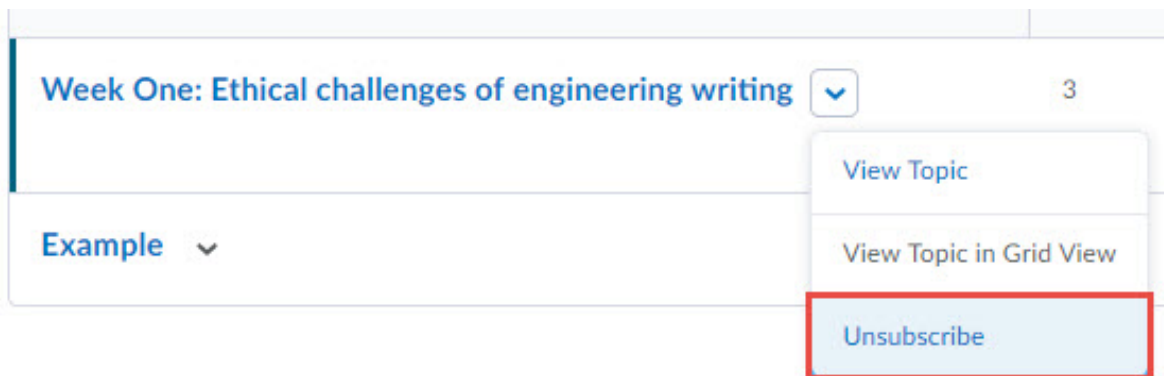 Week One: Ethical challenges of engineering writing 3
View Topic
Example
View Topic in Grid View
Unsubscribe